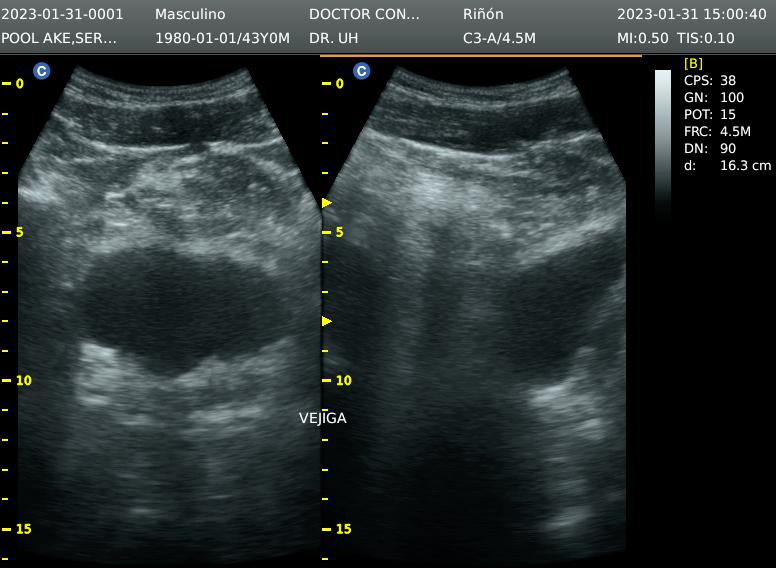 2023-01-31-0001 Masculino DOCTOR CON... Riñón 2023-01-31 15:00:40
POOL AKE,SER... 1980-01-01/43Y0M DR. UH C3-A/4.5M MI:0.50 TIS:0.10
C C
[B]
0 0
CPS: 38
GN: 100
POT: 15
FRC: 4.5M
DN: 90
d: 16.3 cm
5 5
10 10
VEJIGA
15 15